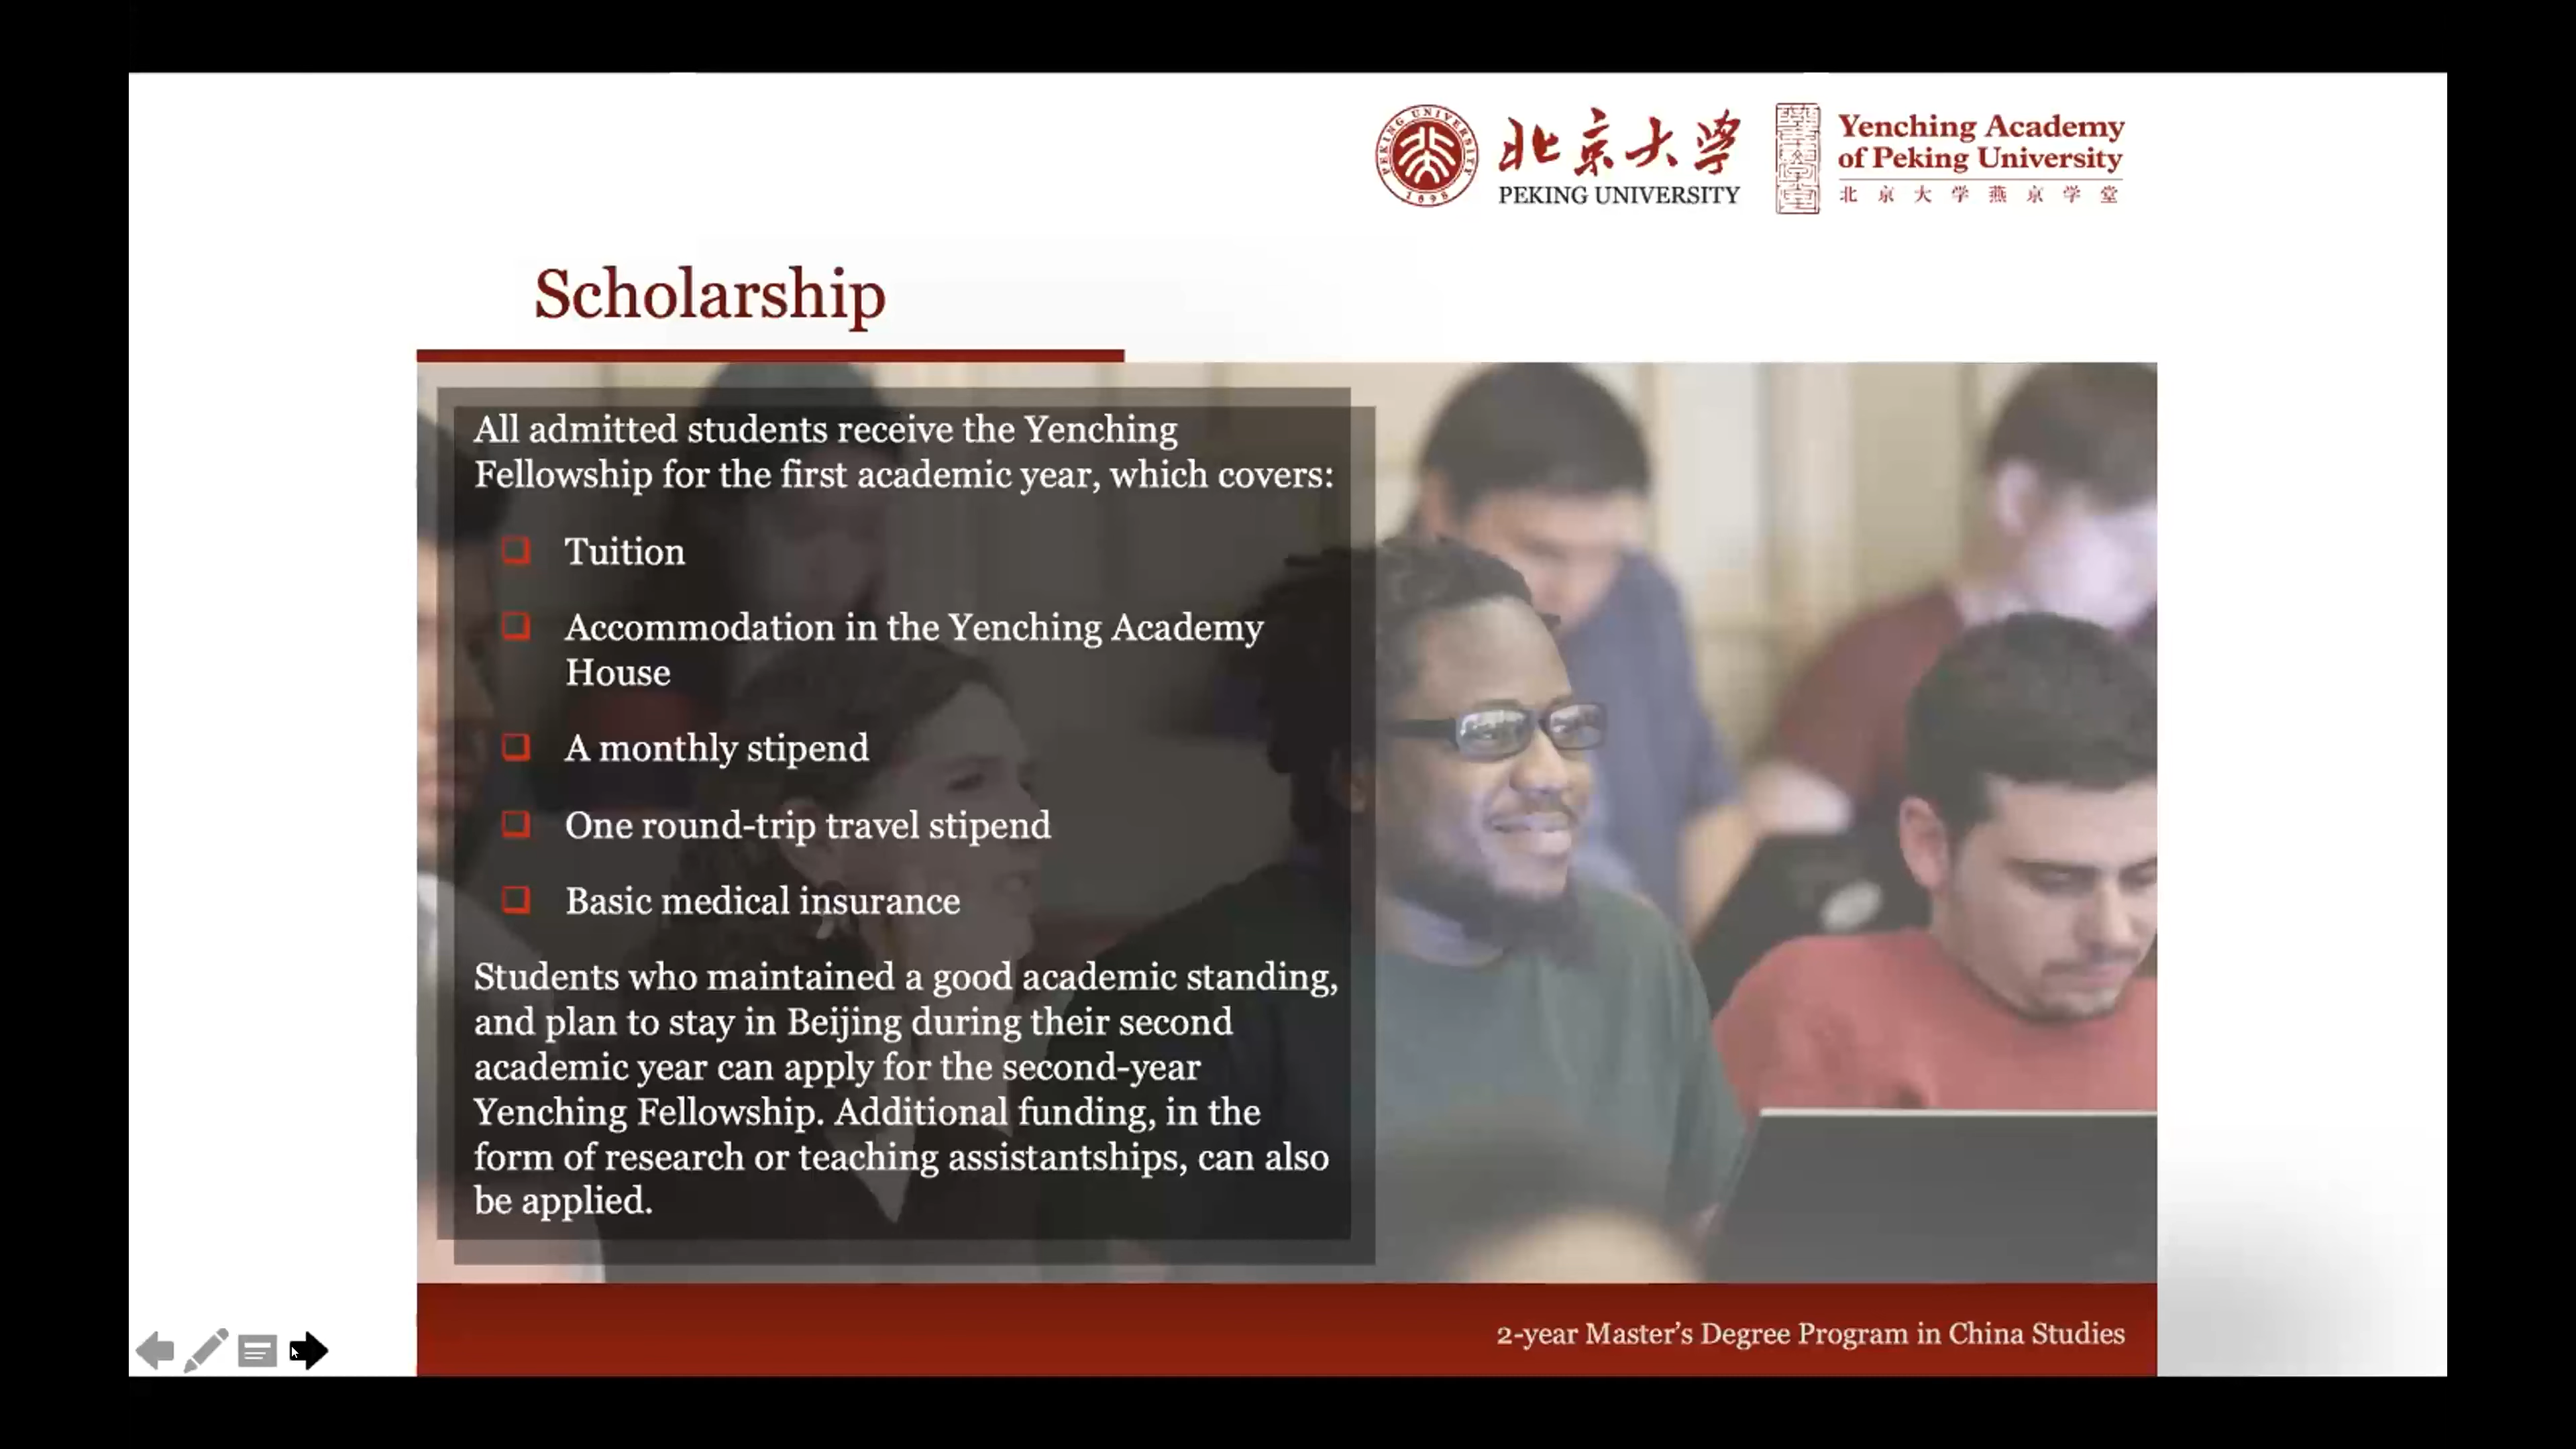 PEKING UNIVERSITY
1898
北京大学
PEKING UNIVERSITY
Yenching Academy
of Peking University
北京大学燕京学堂
Scholarship
All admitted students receive the Yenching
Fellowship for the first academic year, which covers:
Tuition
Accommodation in the Yenching Academy
House
A monthly stipend
One round-trip travel stipend
Basic medical insurance
Students who maintained a good academic standing,
and plan to stay in Beijing during their second
academic year can apply for the second-year
Yenching Fellowship. Additional funding, in the
form of research or teaching assistantships, can also
be applied.
2-year Master’s Degree Program in China Studies